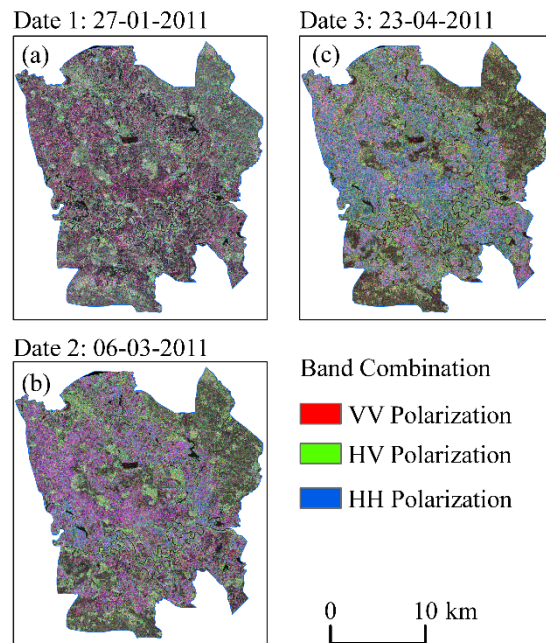 Date 1: 27-01-2011
(a)
Date 3: 23-04-2011
(c)
Date 2: 06-03-2011
(b)
Band Combination
VV Polarization
HV Polarization
HH Polarization
0 10 km